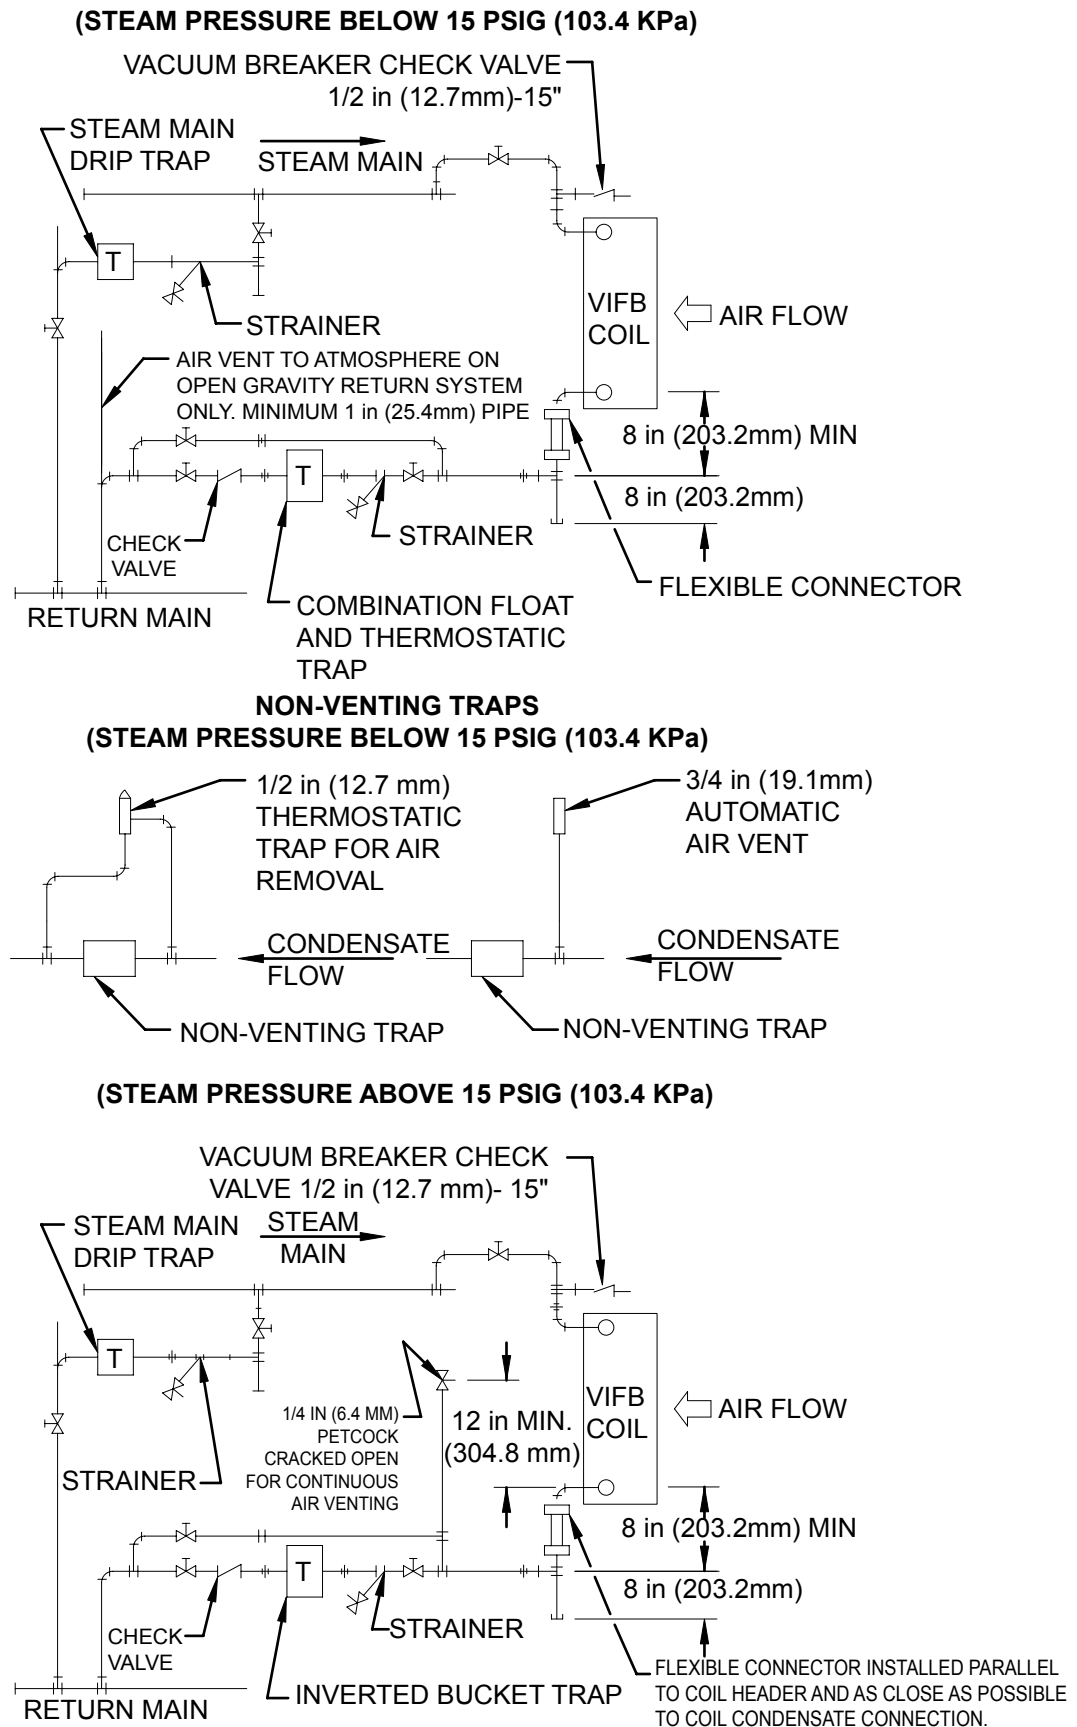 (STEAM PRESSURE BELOW 15 PSIG (103.4 KPa)
VACUUM BREAKER CHECK VALVE
1/2 in (12.7mm)-15"
STEAM MAIN
DRIP TRAP
STEAM MAIN
T
VIFB
COIL
AIR FLOW
STRAINER
AIR VENT TO ATMOSPHERE ON
OPEN GRAVITY RETURN SYSTEM
ONLY. MINIMUM 1 in (25.4mm) PIPE
8 in (203.2mm) MIN
T
8 in (203.2mm)
STRAINER
CHECK
VALVE
FLEXIBLE CONNECTOR
RETURN MAIN
COMBINATION FLOAT
AND THERMOSTATIC
TRAP
NON-VENTING TRAPS
(STEAM PRESSURE BELOW 15 PSIG (103.4 KPa)
1/2 in (12.7 mm)
THERMOSTATIC
TRAP FOR AIR
REMOVAL
3/4 in (19.1mm)
AUTOMATIC
AIR VENT
CONDENSATE
FLOW
CONDENSATE
FLOW
NON-VENTING TRAP
NON-VENTING TRAP
(STEAM PRESSURE ABOVE 15 PSIG (103.4 KPa)
VACUUM BREAKER CHECK
VALVE 1/2 in (12.7 mm)- 15"
STEAM MAIN
DRIP TRAP
STEAM
MAIN
T
VIFB
COIL
AIR FLOW
1/4 IN (6.4 MM)
PETCOCK
CRACKED OPEN
FOR CONTINUOUS
AIR VENTING
12 in MIN.
(304.8 mm)
STRAINER
8 in (203.2mm) MIN
T
8 in (203.2mm)
STRAINER
CHECK
VALVE
FLEXIBLE CONNECTOR INSTALLED PARALLEL
TO COIL HEADER AND AS CLOSE AS POSSIBLE
TO COIL CONDENSATE CONNECTION.
INVERTED BUCKET TRAP
RETURN MAIN